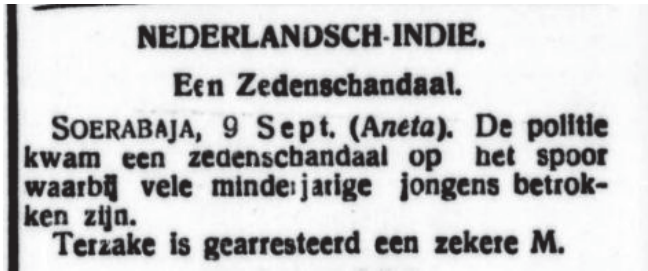 NEDERLANDSCH-INDIE.
Een Zedenschandaal.
SOERABAJA, 9 Sept. (Aneta). De politie
kwam een zedenschandaal op het spoor
waarbij vele minderjarige jongens betrok-
ken zijn.
Terzake is gearresteerd een zekere M.